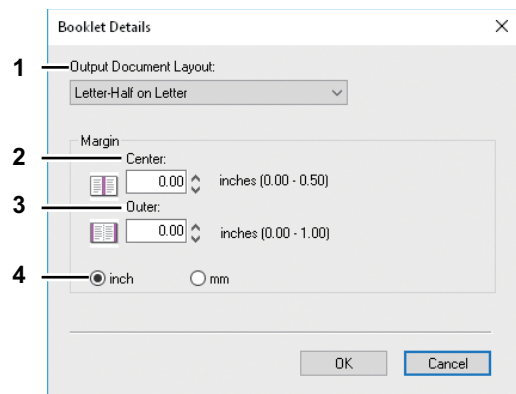 Booklet Details
1 Output Document Layout:
Letter-Half on Letter
Margin
2 Center:
0.00 inches (0.00 - 0.50)
3 Outer:
0.00 inches (0.00 - 1.00)
4 inch mm
OK Cancel